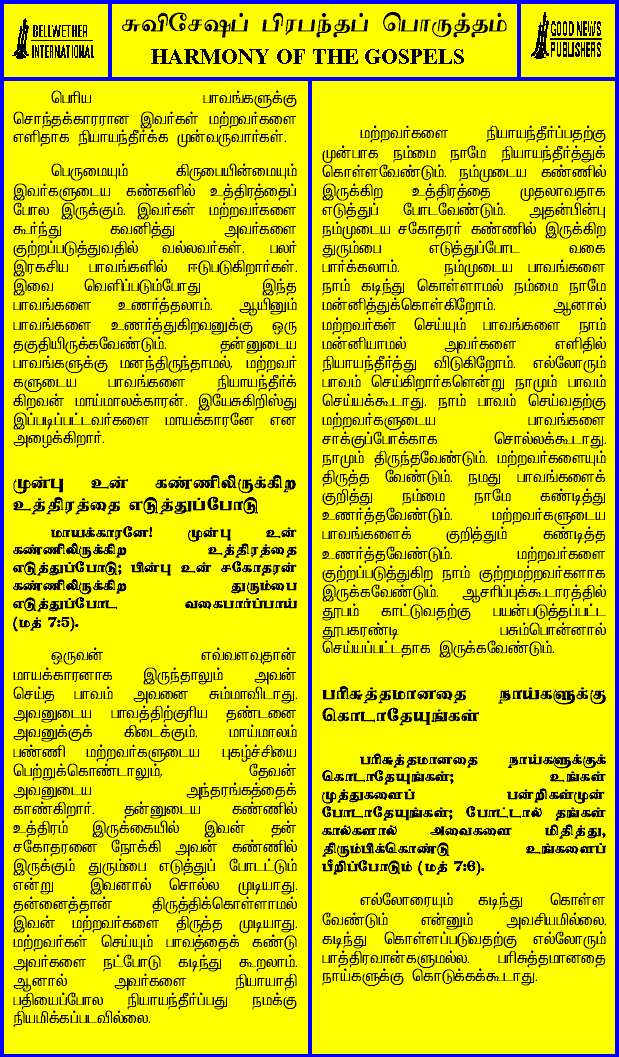 BELLWETHER
INTERNATIONAL
சுவிசேஷப் பிரபந்தப் பொருத்தம்
HARMONY OF THE GOSPELS
GOOD NEWS
PUBLISHERS
பெரிய பாவங்களுக்கு
சொந்தக்காரரான இவர்கள் மற்றவர்களை
எளிதாக நியாயந்தீர்க்க முன்வருவார்கள்.
பெருமையும் கிருபையின்மையும்
இவர்களுடைய கண்களில் உத்திரத்தைப்
போல இருக்கும். இவர்கள் மற்றவர்களை
கூர்ந்து கவனித்து அவர்களை
குற்றப்படுத்துவதில் வல்லவர்கள். பலர்
இரகசிய பாவங்களில் ஈடுபடுகிறார்கள்.
இவை வெளிப்படும்போது இந்த
பாவங்களை உணர்த்தலாம். ஆயினும்
பாவங்களை உணர்த்துகிறவனுக்கு ஒரு
தகுதியிருக்கவேண்டும். தன்னுடைய
பாவங்களுக்கு மனந்திருந்தாமல், மற்றவர்
களுடைய பாவங்களை நியாயந்தீர்க்
கிறவன் மாய்மாலக்காரன். இயேசுகிறிஸ்து
இப்படிப்பட்டவர்களை மாயக்காரனே என
அழைக்கிறார்.
முன்பு உன் கண்ணிலிருக்கிற
உத்திரத்தை எடுத்துப்போடு
மாயக்காரனே! முன்பு உன்
கண்ணிலிருக்கிற உத்திரத்தை
எடுத்துப்போடு; பின்பு உன் சகோதரன்
கண்ணிலிருக்கிற துரும்பை
எடுத்துப்போட வகைபார்ப்பாய்
(மத் 7:5).
ஒருவன் எவ்வளவுதான்
மாயக்காரனாக இருந்தாலும் அவன்
செய்த பாவம் அவனை சும்மாவிடாது.
அவனுடைய பாவத்திற்குரிய தண்டனை
அவனுக்குக் கிடைக்கும். மாய்மாலம்
பண்ணி மற்றவர்களுடைய புகழ்ச்சியை
பெற்றுக்கொண்டாலும், தேவன்
அவனுடைய அந்தரங்கத்தைக்
காண்கிறார். தன்னுடைய கண்ணில்
உத்திரம் இருக்கையில் இவன் தன்
சகோதரனை நோக்கி அவன் கண்ணில்
இருக்கும் துரும்பை எடுத்துப் போடட்டும்
என்று இவனால் சொல்ல முடியாது.
தன்னைத்தான் திருத்திக்கொள்ளாமல்
இவன் மற்றவர்களை திருத்த முடியாது.
மற்றவர்கள் செய்யும் பாவத்தைக் கண்டு
அவர்களை நட்போடு கடிந்து கூறலாம்.
ஆனால் அவர்களை நியாயாதி
பதியைப்போல நியாயந்தீர்ப்பது நமக்கு
நியமிக்கப்படவில்லை.
மற்றவர்களை நியாயந்தீர்ப்பதற்கு
முன்பாக நம்மை நாமே நியாயந்தீர்த்துக்
கொள்ளவேண்டும். நம்முடைய கண்ணில்
இருக்கிற உத்திரத்தை முதலாவதாக
எடுத்துப் போடவேண்டும். அதன்பின்பு
நம்முடைய சகோதரர் கண்ணில் இருக்கிற
துரும்பை எடுத்துப்போட வகை
பார்க்கலாம். நம்முடைய பாவங்களை
நாம் கடிந்து கொள்ளாமல் நம்மை நாமே
மன்னித்துக்கொள்கிறோம். ஆனால்
மற்றவர்கள் செய்யும் பாவங்களை நாம்
மன்னியாமல் அவர்களை எளிதில்
நியாயந்தீர்த்து விடுகிறோம். எல்லோரும்
பாவம் செய்கிறார்களென்று நாமும் பாவம்
செய்யக்கூடாது. நாம் பாவம் செய்வதற்கு
மற்றவர்களுடைய பாவங்களை
சாக்குப்போக்காக சொல்லக்கூடாது.
நாமும் திருந்தவேண்டும். மற்றவர்களையும்
திருத்த வேண்டும். நமது பாவங்களைக்
குறித்து நம்மை நாமே கண்டித்து
உணர்த்தவேண்டும். மற்றவர்களுடைய
பாவங்களைக் குறித்தும் கண்டித்த
உணர்த்தவேண்டும். மற்றவர்களை
குற்றப்படுத்துகிற நாம் குற்றமற்றவர்களாக
இருக்கவேண்டும். ஆசரிப்புக்கூடாரத்தில்
தூபம் காட்டுவதற்கு பயன்படுத்தப்பட்ட
தூபகரண்டி பசும்பொன்னால்
செய்யப்பட்டதாக இருக்கவேண்டும்.
பரிசுத்தமானதை நாய்களுக்கு
கொடாதேயுங்கள்
பரிசுத்தமானதை நாய்களுக்குக்
கொடாதேயுங்கள்; உங்கள்
முத்துகளைப் பன்றிகள்முன்
போடாதேயுங்கள்; போட்டால் தங்கள்
கால்களால் அவைகளை மிதித்து,
திரும்பிக்கொண்டு உங்களைப்
பீறிப்போடும் (மத் 7:6).
எல்லோரையும் கடிந்து கொள்ள
வேண்டும் என்னும் அவசியமில்லை.
கடிந்து கொள்ளப்படுவதற்கு எல்லோரும்
பாத்திரவான்களுமல்ல. பரிசுத்தமானதை
நாய்களுக்கு கொடுக்கக்கூடாது.